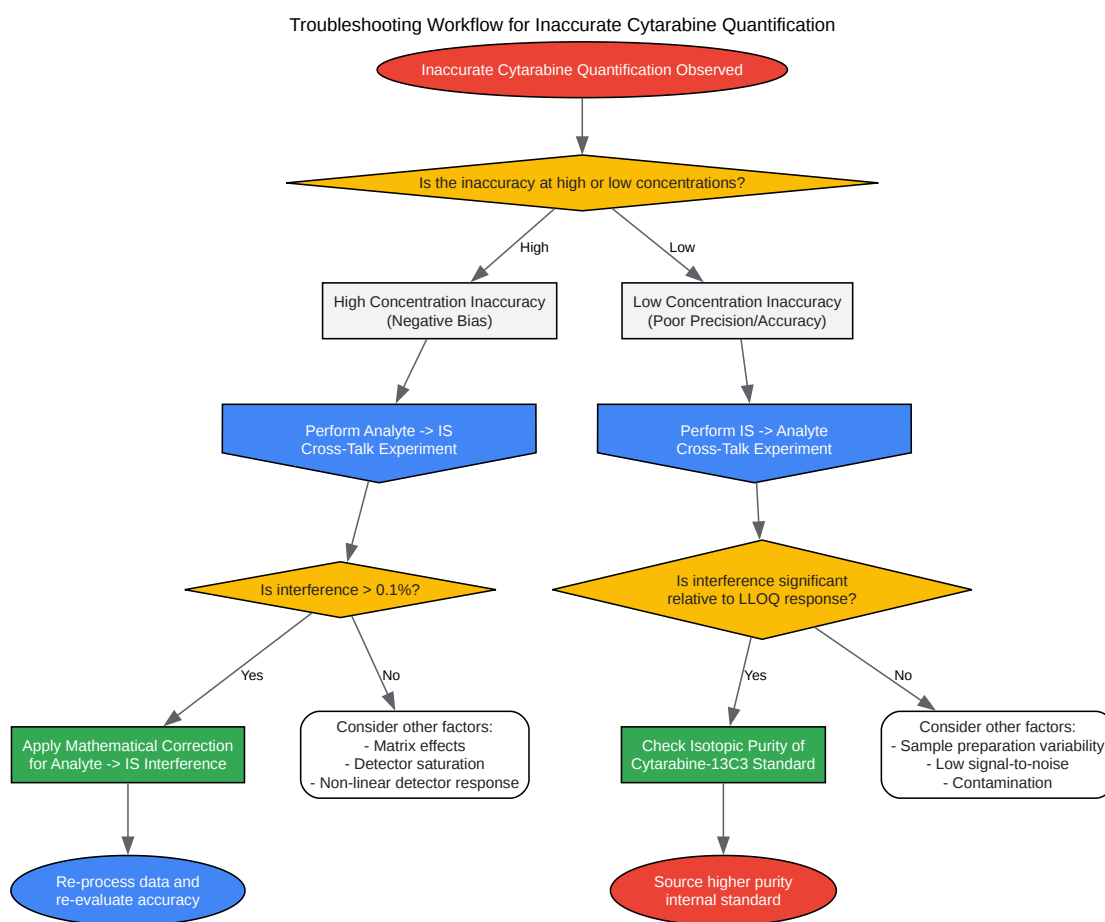 Troubleshooting Workflow for Inaccurate Cytarabine Quantification
Inaccurate Cytarabine Quantification Observed
Is the inaccuracy at high or low concentrations?
High
Low
High Concentration Inaccuracy
(Negative Bias)
Low Concentration Inaccuracy
(Poor Precision/Accuracy)
Perform Analyte -> IS
Cross-Talk Experiment
Perform IS -> Analyte
Cross-Talk Experiment
Is interference > 0.1%?
Is interference significant
relative to LLOQ response?
Yes
No
Yes
No
Apply Mathematical Correction
for Analyte -> IS Interference
Consider other factors:
- Matrix effects
- Detector saturation
- Non-linear detector response
Check Isotopic Purity of
Cytarabine-13C3 Standard
Consider other factors:
- Sample preparation variability
- Low signal-to-noise
- Contamination
Re-process data and
re-evaluate accuracy
Source higher purity
internal standard